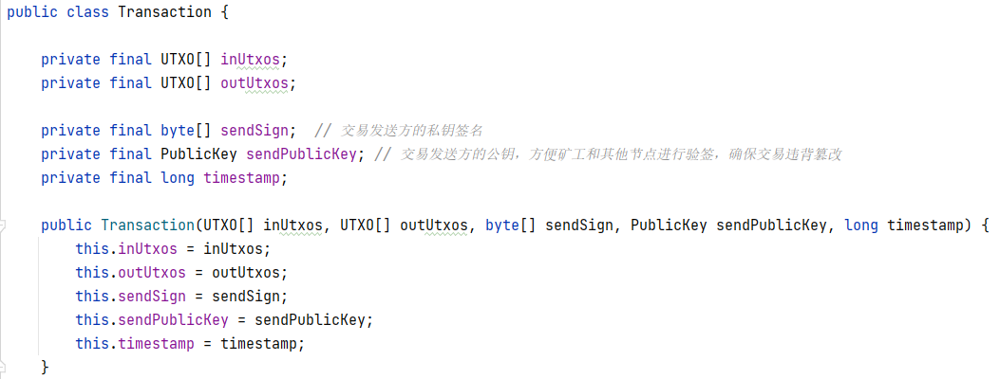 public class Transaction {
private final UTXO[] inUtxos;
private final UTXO[] outUtxos;
private final byte[] sendSign;  // 交易发送方的私钥签名
private final PublicKey sendPublicKey; // 交易发送方的公钥，方便矿工和其他节点进行验签，确保交易违背篡改
private final long timestamp;
public Transaction(UTXO[] inUtxos, UTXO[] outUtxos, byte[] sendSign, PublicKey sendPublicKey, long timestamp) {
this.inUtxos = inUtxos;
this.outUtxos = outUtxos;
this.sendSign = sendSign;
this.sendPublicKey = sendPublicKey;
this.timestamp = timestamp;
}